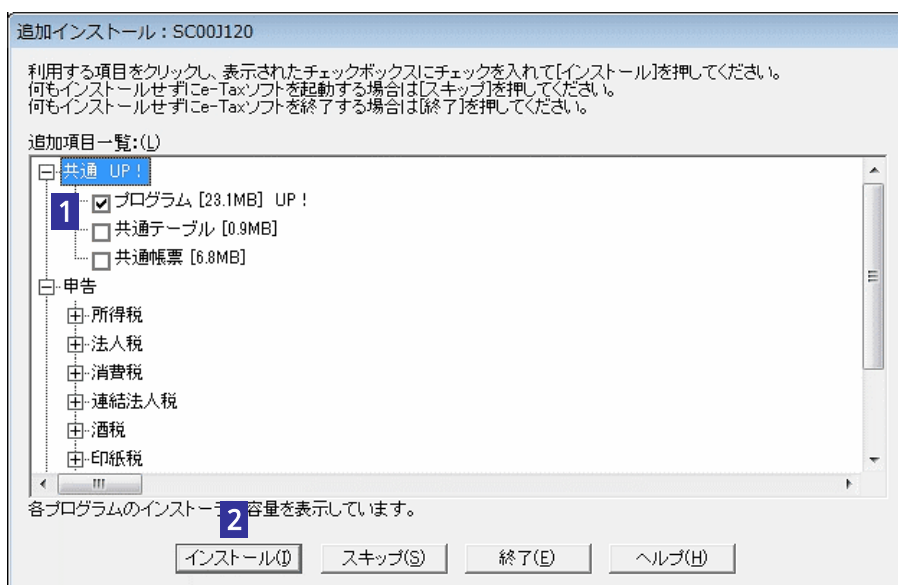 追加インストール：SC00J120
利用する項目をクリックし、表示されたチェックボックスにチェックを入れて[インストール]を押してください。
何もインストールせずにe-Taxソフトを起動する場合は[スキップ]を押してください。
何もインストールせずにe-Taxソフトを終了する場合は[終了]を押してください。
追加項目一覧:(L)
共通 UP！
1
プログラム [23.1MB] UP！
共通テーブル [0.9MB]
共通帳票 [6.8MB]
申告
所得税
法人税
消費税
連結法人税
酒税
印紙税
各プログラムのインストー 容量を表示しています。
2
インストール(I) スキップ(S) 終了(E) ヘルプ(H)